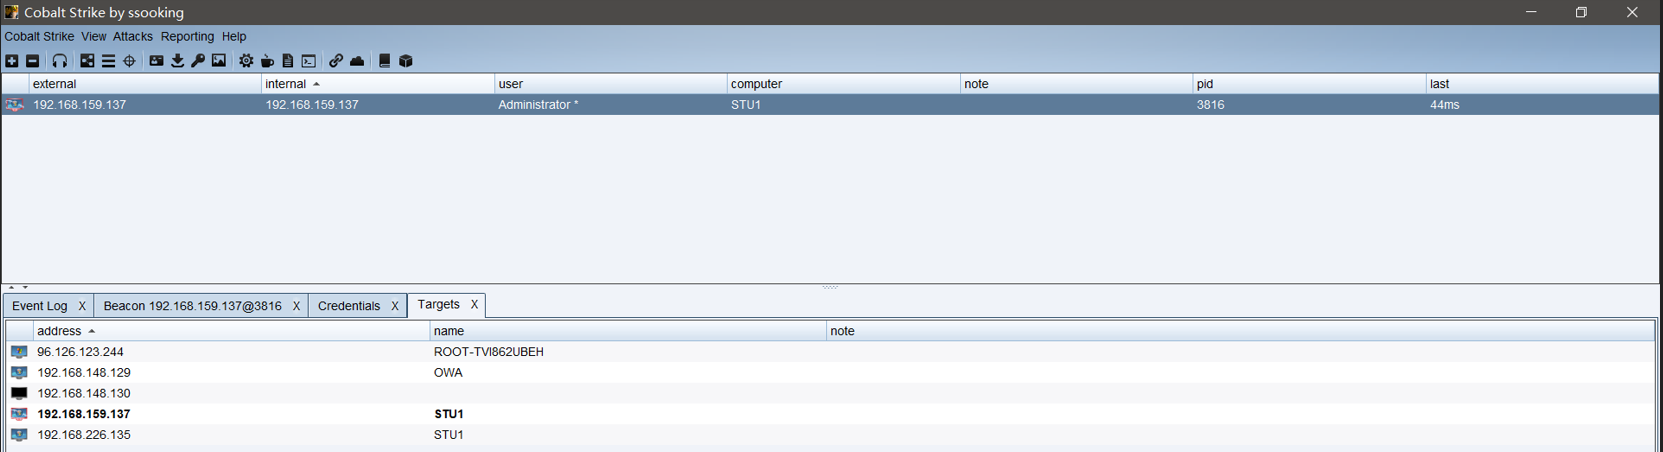 Cobalt Strike by ssooking
Cobalt Strike View Attacks Reporting Help
external internal user computer note pid last
192.168.159.137 192.168.159.137 Administrator * STU1 3816 44ms
Event Log X Beacon 192.168.159.137@3816 X Credentials X Targets X
address name note
96.126.123.244 ROOT-TVI862UBEH
192.168.148.129 OWA
192.168.148.130
192.168.159.137 STU1
192.168.226.135 STU1